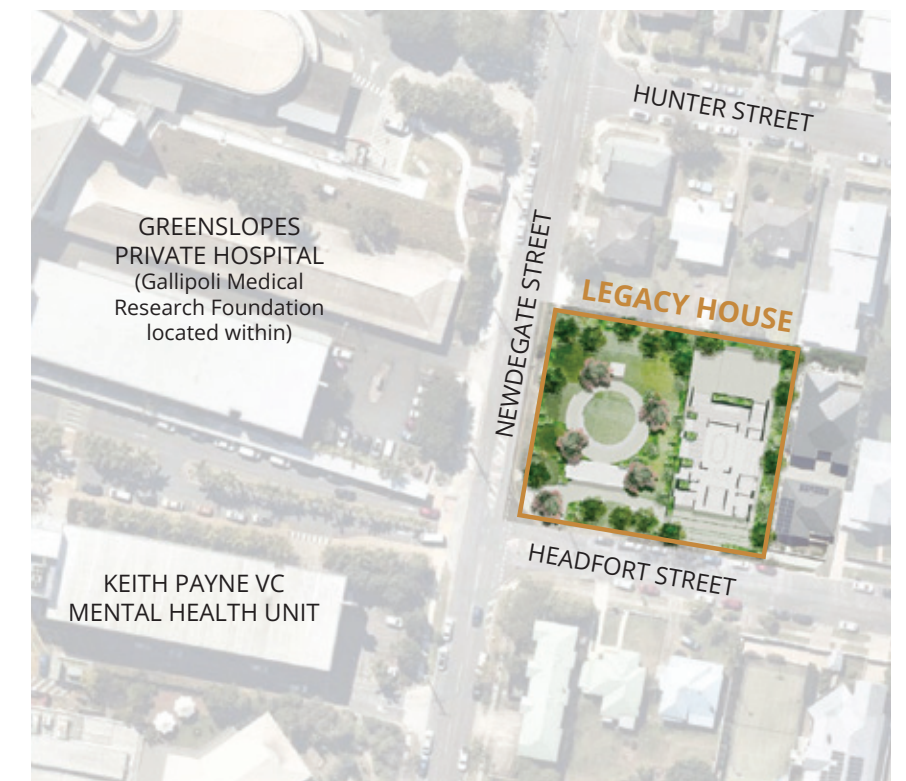 HUNTER STREET
GREENSLOPES
PRIVATE HOSPITAL
(Gallipoli Medical
Research Foundation
located within)
NEWDEGATE STREET
LEGACY HOUSE
HEADFORT STREET
KEITH PAYNE VC
MENTAL HEALTH UNIT